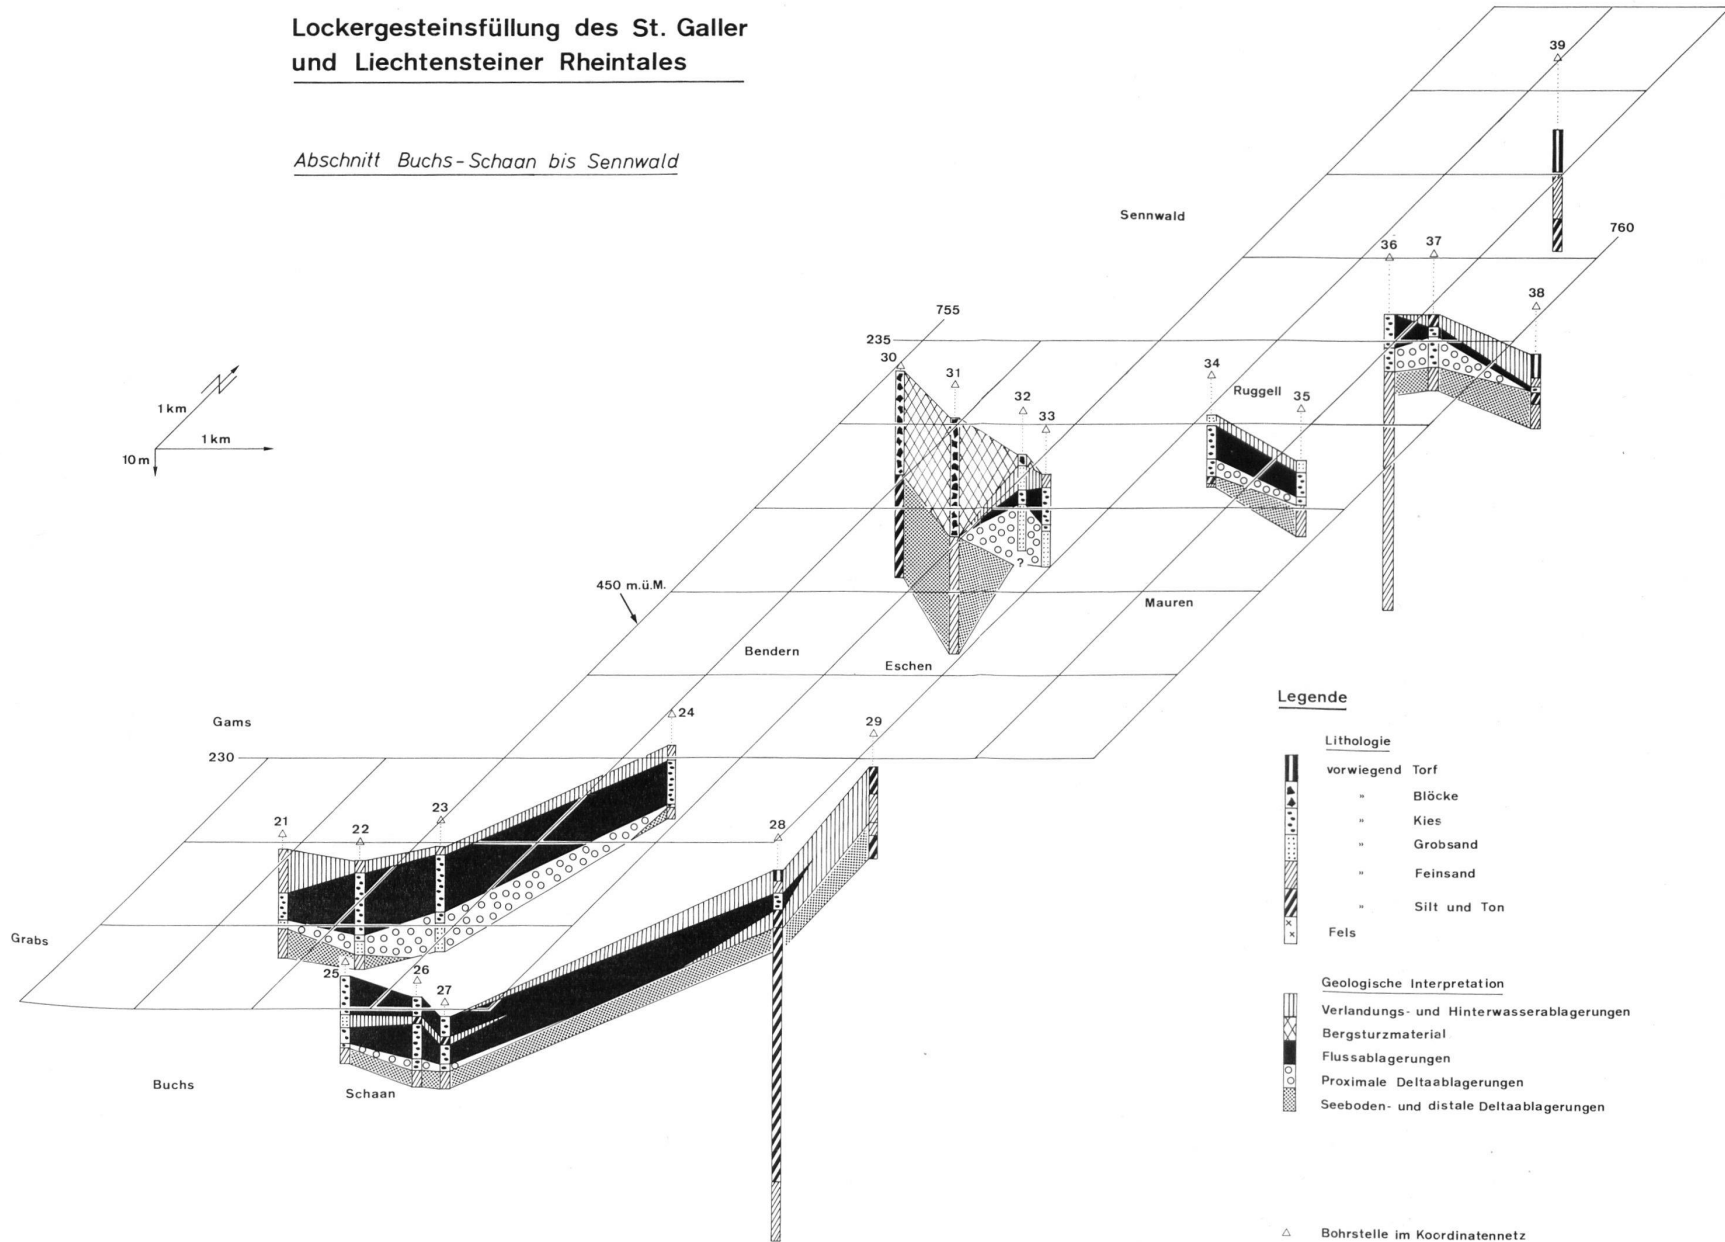 Lockergesteinsfüllung des St. Galler
und Liechtensteiner Rheintales
Abschnitt Buchs-Schaan bis Sennwald
39
Sennwald
760
36
37
38
755
235
30
31
32
33
34
Ruggell
35
N
1 km
1 km
10 m
?
450 m.ü.M.
Mauren
Bendern
Eschen
Gams
24
29
230
21
22
23
28
Grabs
25
26
27
Buchs
Schaan
Legende
Lithologie
vorwiegend Torf
" Blöcke
" Kies
" Grobsand
" Feinsand
" Silt und Ton
Fels
Geologische Interpretation
Verlandungs- und Hinterwasserablagerungen
Bergsturzmaterial
Flussablagerungen
Proximale Deltaablagerungen
Seeboden- und distale Deltaablagerungen
△ Bohrstelle im Koordinatennetz